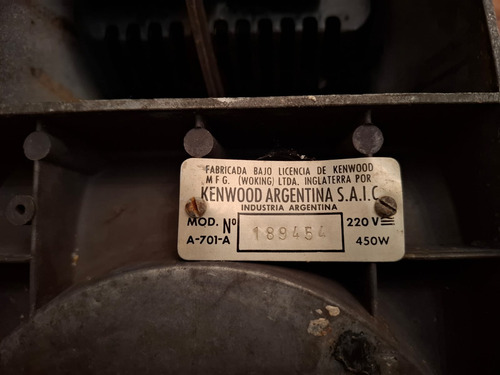 FABRICADA BAJO LICENCIA DE KENWOOD
MFG. (WOKING) LTDA. INGLATERRA POR
KENWOOD ARGENTINA S.A.I.C.
INDUSTRIA ARGENTINA
MOD. Nº 189454 220 V
A-701-A 450W